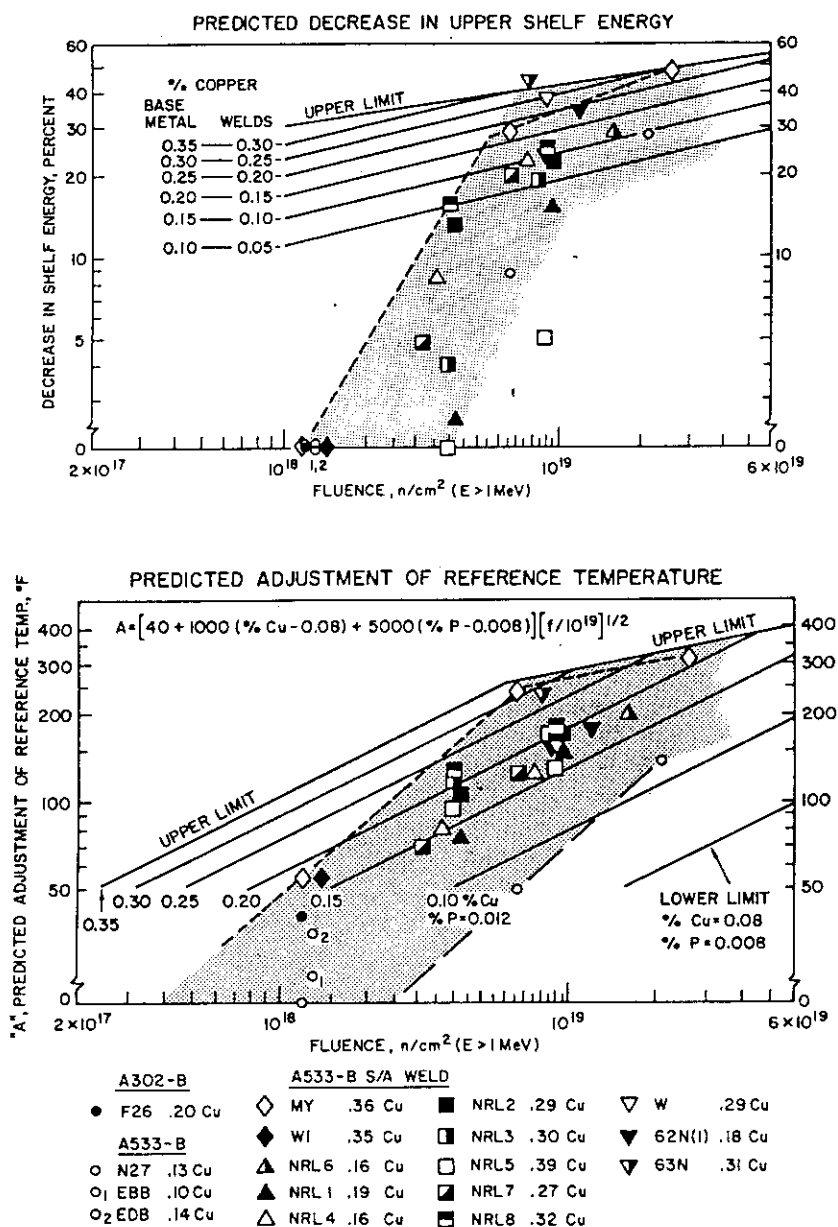 PREDICTED DECREASE IN UPPER SHELF ENERGY
DECREASE IN SHELF ENERGY, PERCENT
60
50
40
30
20
10
5
0
60
50
40
30
20
10
5
0
% COPPER
BASE METAL WELDS
UPPER LIMIT
0.35 0.30
0.30 0.25
0.25 0.20
0.20 0.15
0.15 0.10
0.10 0.05
2×10¹⁷ 10¹⁸ 1,2 10¹⁹ 6×10¹⁹
FLUENCE, n/cm² (E > 1 MeV)
PREDICTED ADJUSTMENT OF REFERENCE TEMPERATURE
"A", PREDICTED ADJUSTMENT OF REFERENCE TEMP., °F
A=[40 + 1000 (% Cu-0.08) + 5000 (% P-0.008)] [f/10¹⁹]^1/2
400
300
200
100
50
0
400
300
200
100
50
0
UPPER LIMIT
UPPER LIMIT
0.35 0.30 0.25 0.20 0.15 0.10 % Cu
% P=0.012
2
1
LOWER LIMIT
% Cu=0.08
% P=0.008
2×10¹⁷ 10¹⁸ 10¹⁹ 6×10¹⁹
FLUENCE, n/cm² (E > 1 MeV)
A302-B
F26 .20 Cu
A533-B
N27 .13 Cu
1 EBB .10 Cu
2 EDB .14 Cu
A533-B S/A WELD
MY .36 Cu
W1 .35 Cu
NRL6 .16 Cu
NRL1 .19 Cu
NRL4 .16 Cu
NRL2 .29 Cu
NRL3 .30 Cu
NRL5 .39 Cu
NRL7 .27 Cu
NRL8 .32 Cu
W .29 Cu
62N(1) .18 Cu
63N .31 Cu